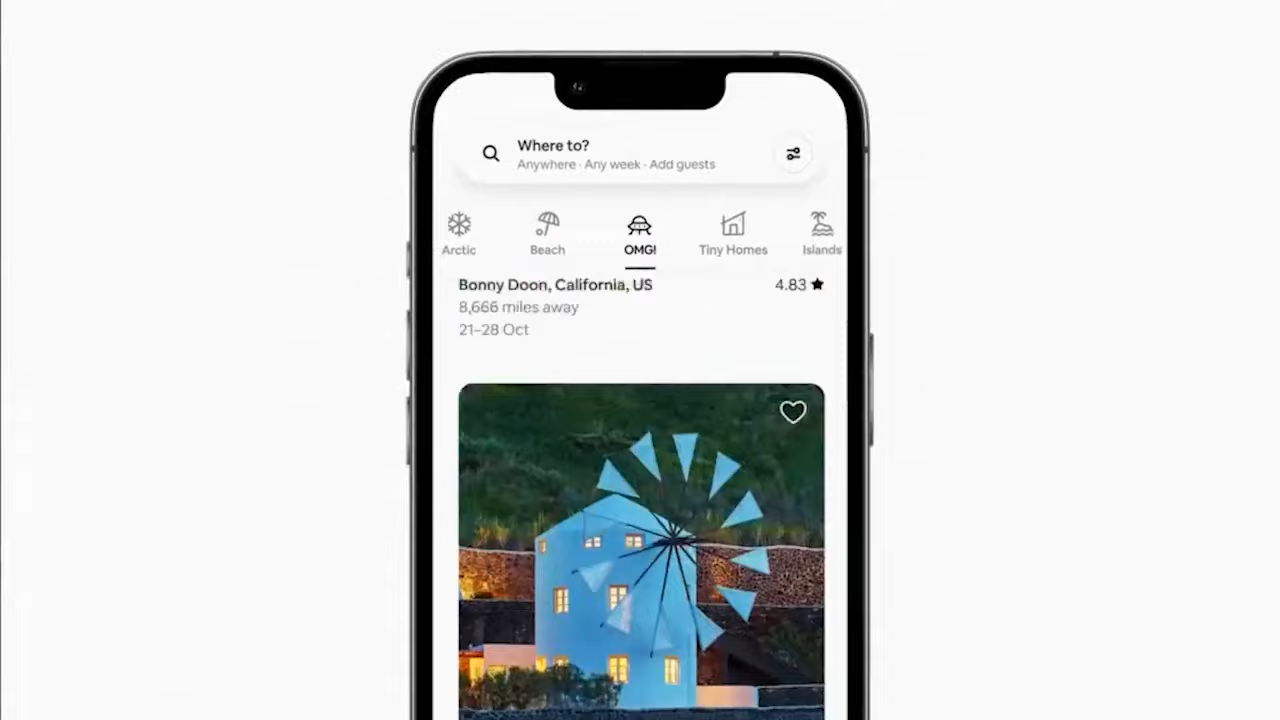 Where to?
Anywhere · Any week · Add guests
Arctic Beach OMG! Tiny Homes Islands
Bonny Doon, California, US 4.83 ★
8,666 miles away
21–28 Oct